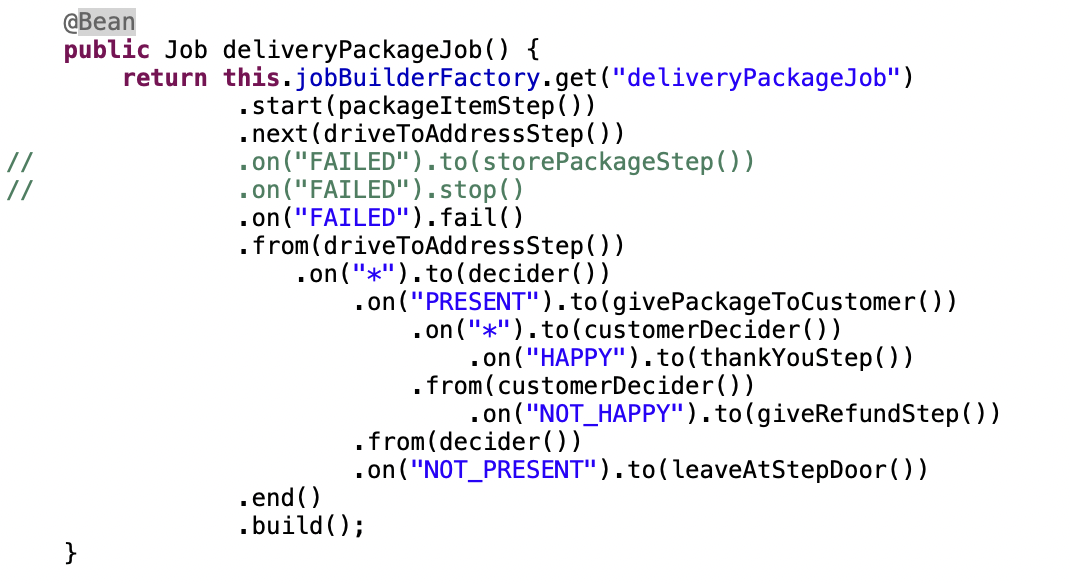 @Bean
public Job deliveryPackageJob() {
return this.jobBuilderFactory.get("deliveryPackageJob")
.start(packageItemStep())
.next(driveToAddressStep())
// .on("FAILED").to(storePackageStep())
// .on("FAILED").stop()
.on("FAILED").fail()
.from(driveToAddressStep())
.on("*").to(decider())
.on("PRESENT").to(givePackageToCustomer())
.on("*").to(customerDecider())
.on("HAPPY").to(thankYouStep())
.from(customerDecider())
.on("NOT_HAPPY").to(giveRefundStep())
.from(decider())
.on("NOT_PRESENT").to(leaveAtStepDoor())
.end()
.build();
}